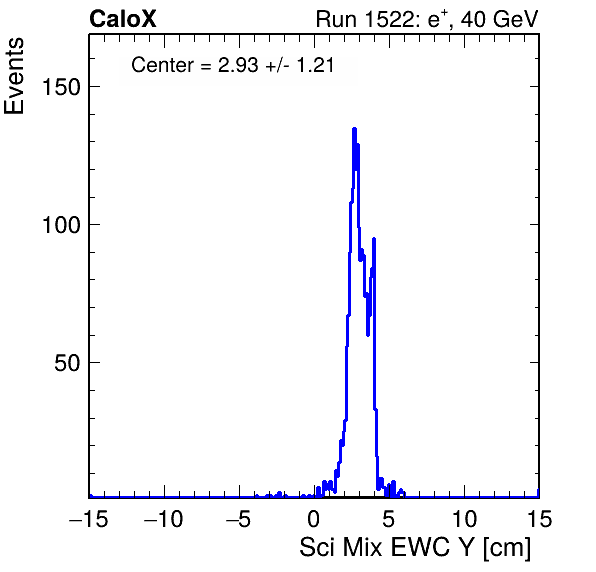 CaloX Run 1522: e⁺, 40 GeV
Center = 2.93 +/- 1.21
Events
150
100
50
−15 −10 −5 0 5 10 15
Sci Mix EWC Y [cm]